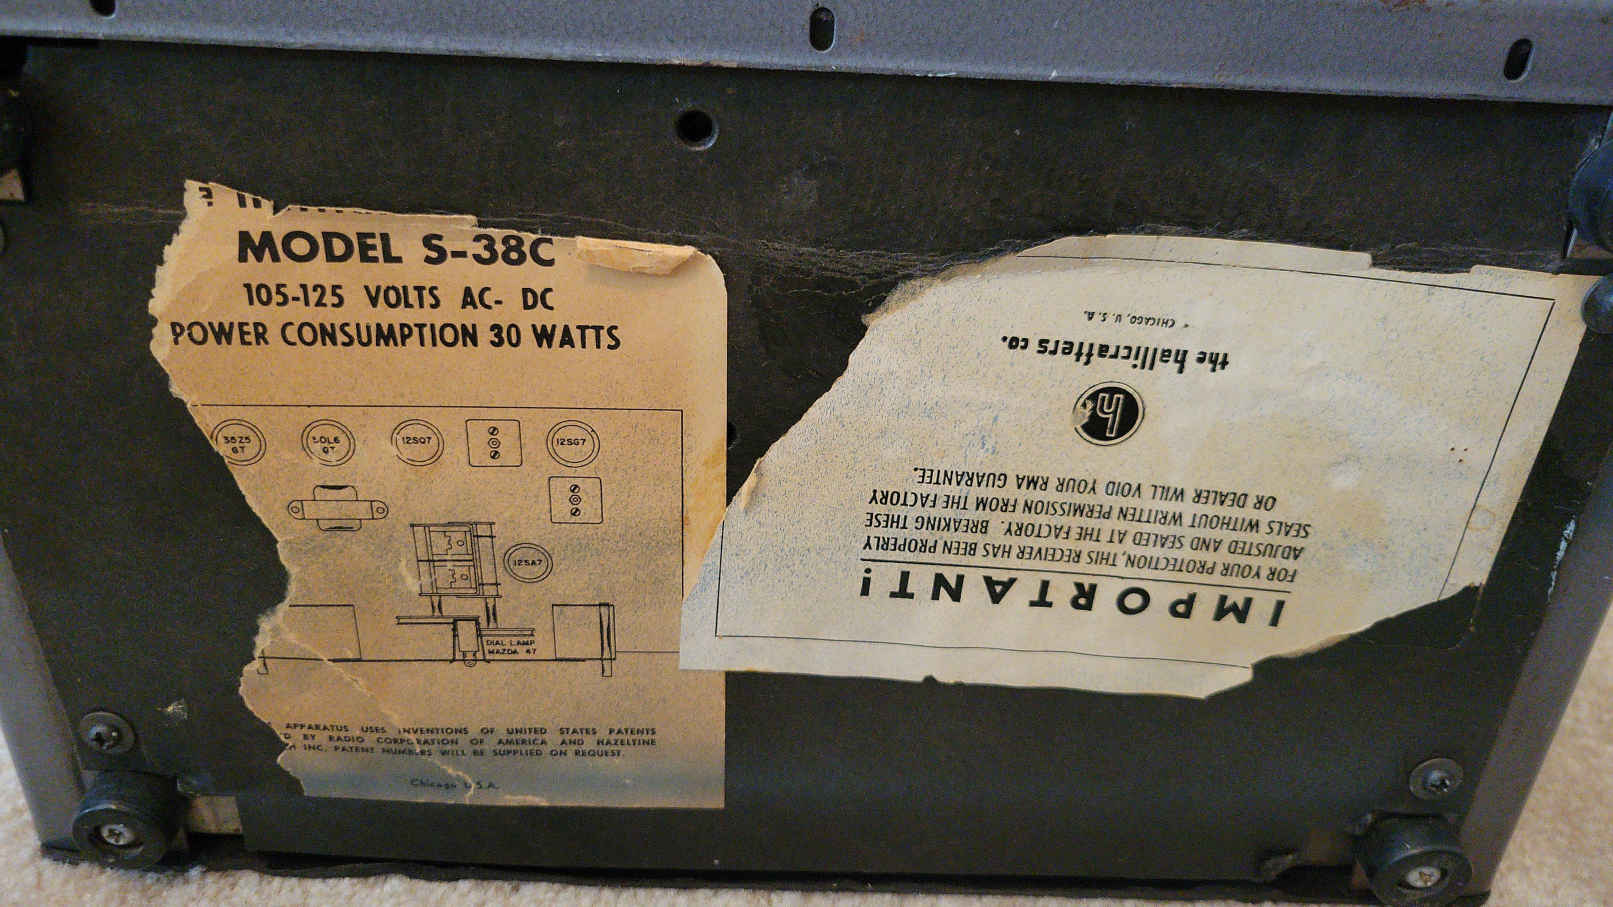 MODEL S-38C
105-125 VOLTS AC- DC
POWER CONSUMPTION 30 WATTS
35Z5
GT
50L6
GT
12SQ7
12SG7
12SA7
DIAL LAMP
MAZDA 47
APPARATUS USES INVENTIONS OF UNITED STATES PATENTS
D BY RADIO CORPORATION OF AMERICA AND HAZELTINE
H INC. PATENT NUMBERS WILL BE SUPPLIED ON REQUEST.
Chicago U.S.A.
IMPORTANT!
FOR YOUR PROTECTION, THIS RECEIVER HAS BEEN PROPERLY
ADJUSTED AND SEALED AT THE FACTORY. BREAKING THESE
SEALS WITHOUT WRITTEN PERMISSION FROM THE FACTORY
OR DEALER WILL VOID YOUR RMA GUARANTEE.
h
the hallicrafters co.
CHICAGO, U. S. A.